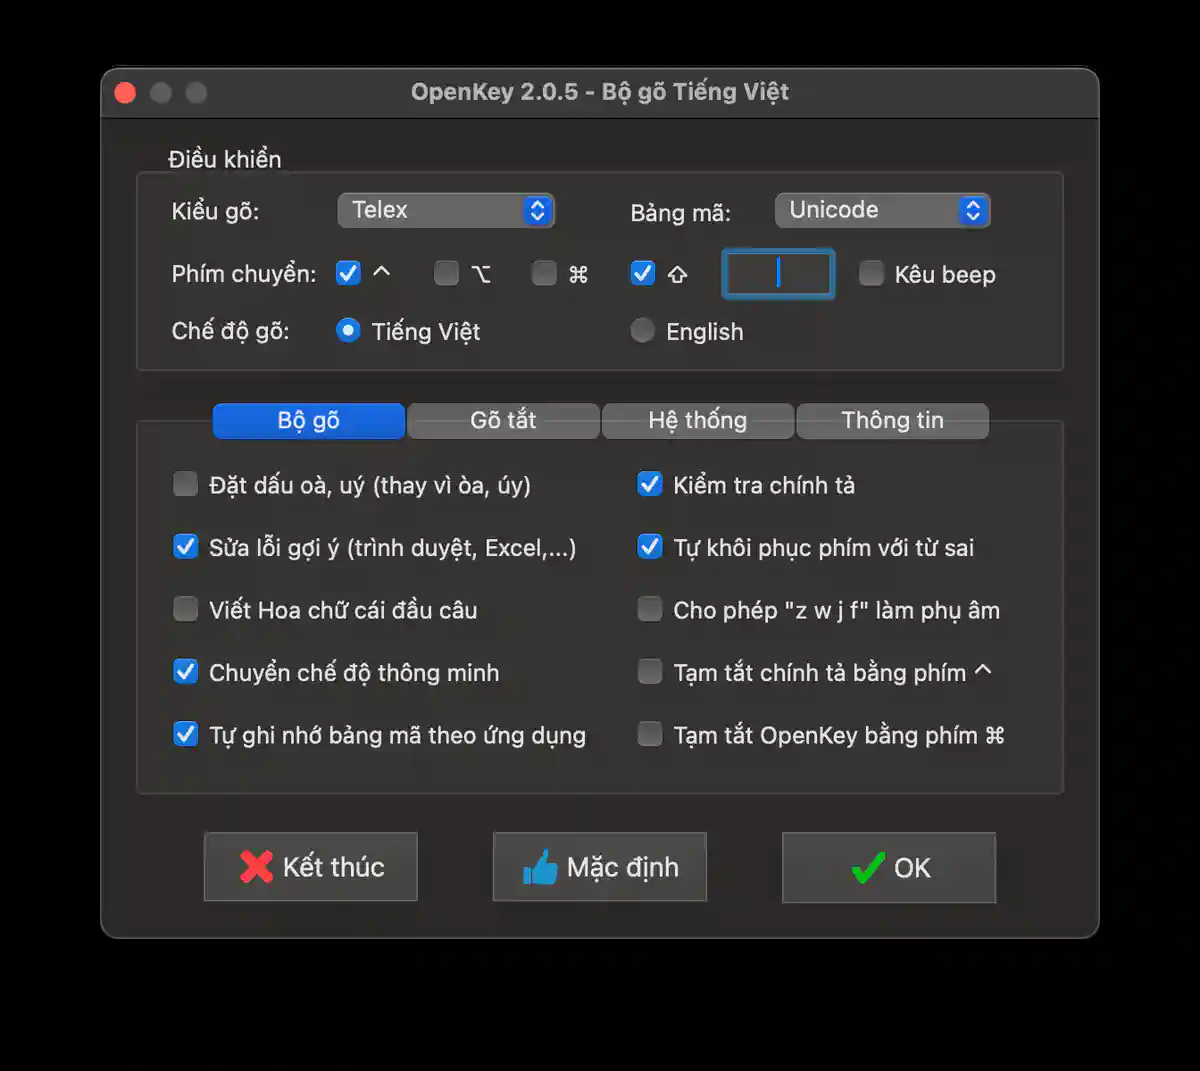 OpenKey 2.0.5 - Bộ gõ Tiếng Việt
Điều khiển
Kiểu gõ: Telex Bảng mã: Unicode
Phím chuyển: ^ ⌥ ⌘ ⇧ Kêu beep
Chế độ gõ: Tiếng Việt English
Bộ gõ Gõ tắt Hệ thống Thông tin
Đặt dấu oà, uý (thay vì òa, úy) Kiểm tra chính tả
Sửa lỗi gợi ý (trình duyệt, Excel,...) Tự khôi phục phím với từ sai
Viết Hoa chữ cái đầu câu Cho phép "z w j f" làm phụ âm
Chuyển chế độ thông minh Tạm tắt chính tả bằng phím ^
Tự ghi nhớ bảng mã theo ứng dụng Tạm tắt OpenKey bằng phím ⌘
Kết thúc Mặc định OK